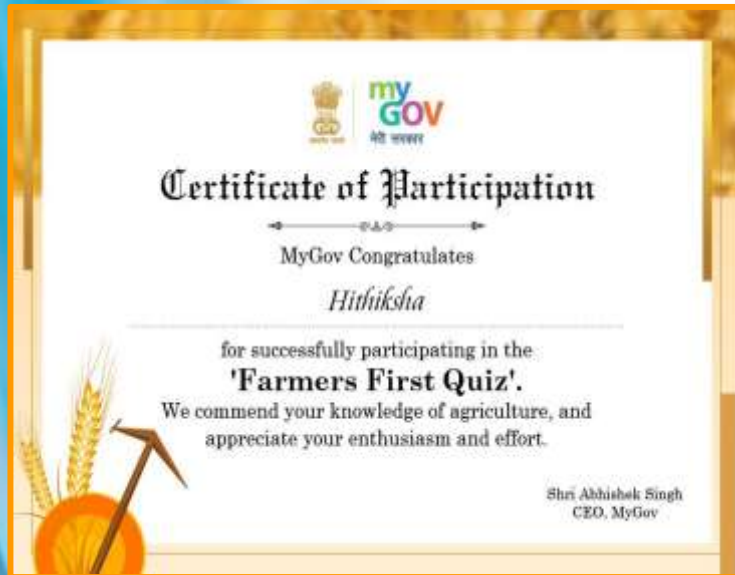 my
GOV
मेरी सरकार
Certificate of Participation
MyGov Congratulates
Hithiksha
for successfully participating in the
'Farmers First Quiz'.
We commend your knowledge of agriculture, and
appreciate your enthusiasm and effort.
Shri Abhishek Singh
CEO, MyGov